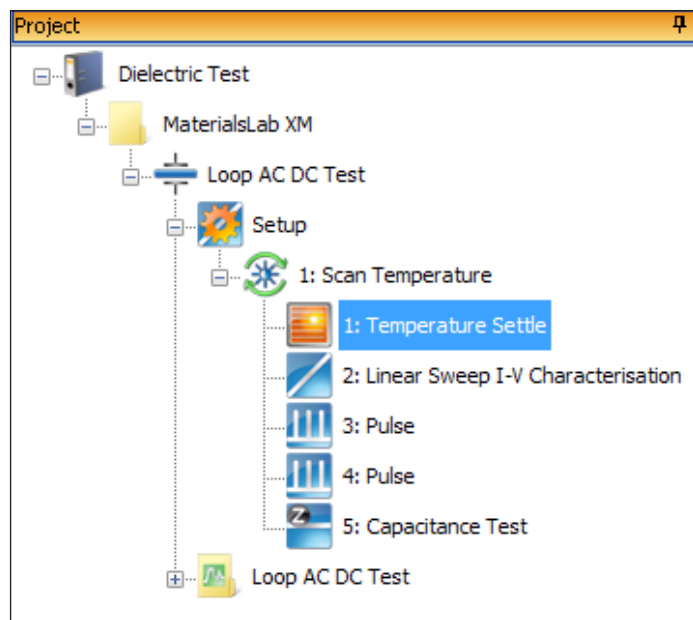 Project
Dielectric Test
MaterialsLab XM
Loop AC DC Test
Setup
1: Scan Temperature
1: Temperature Settle
2: Linear Sweep I-V Characterisation
3: Pulse
4: Pulse
Z
5: Capacitance Test
Loop AC DC Test